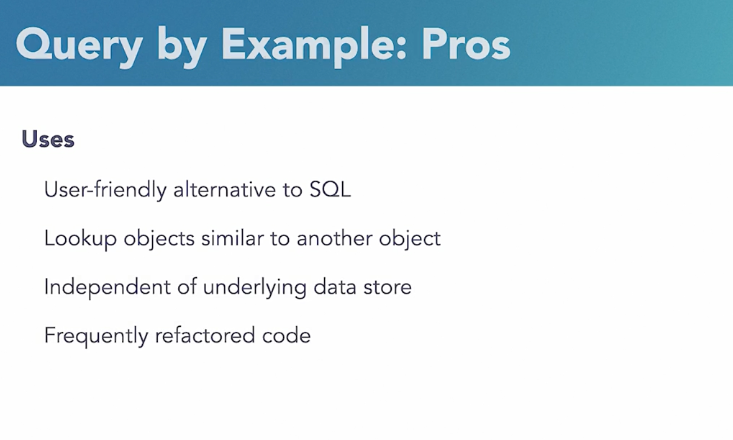 Query by Example: Pros
Uses
User-friendly alternative to SQL
Lookup objects similar to another object
Independent of underlying data store
Frequently refactored code